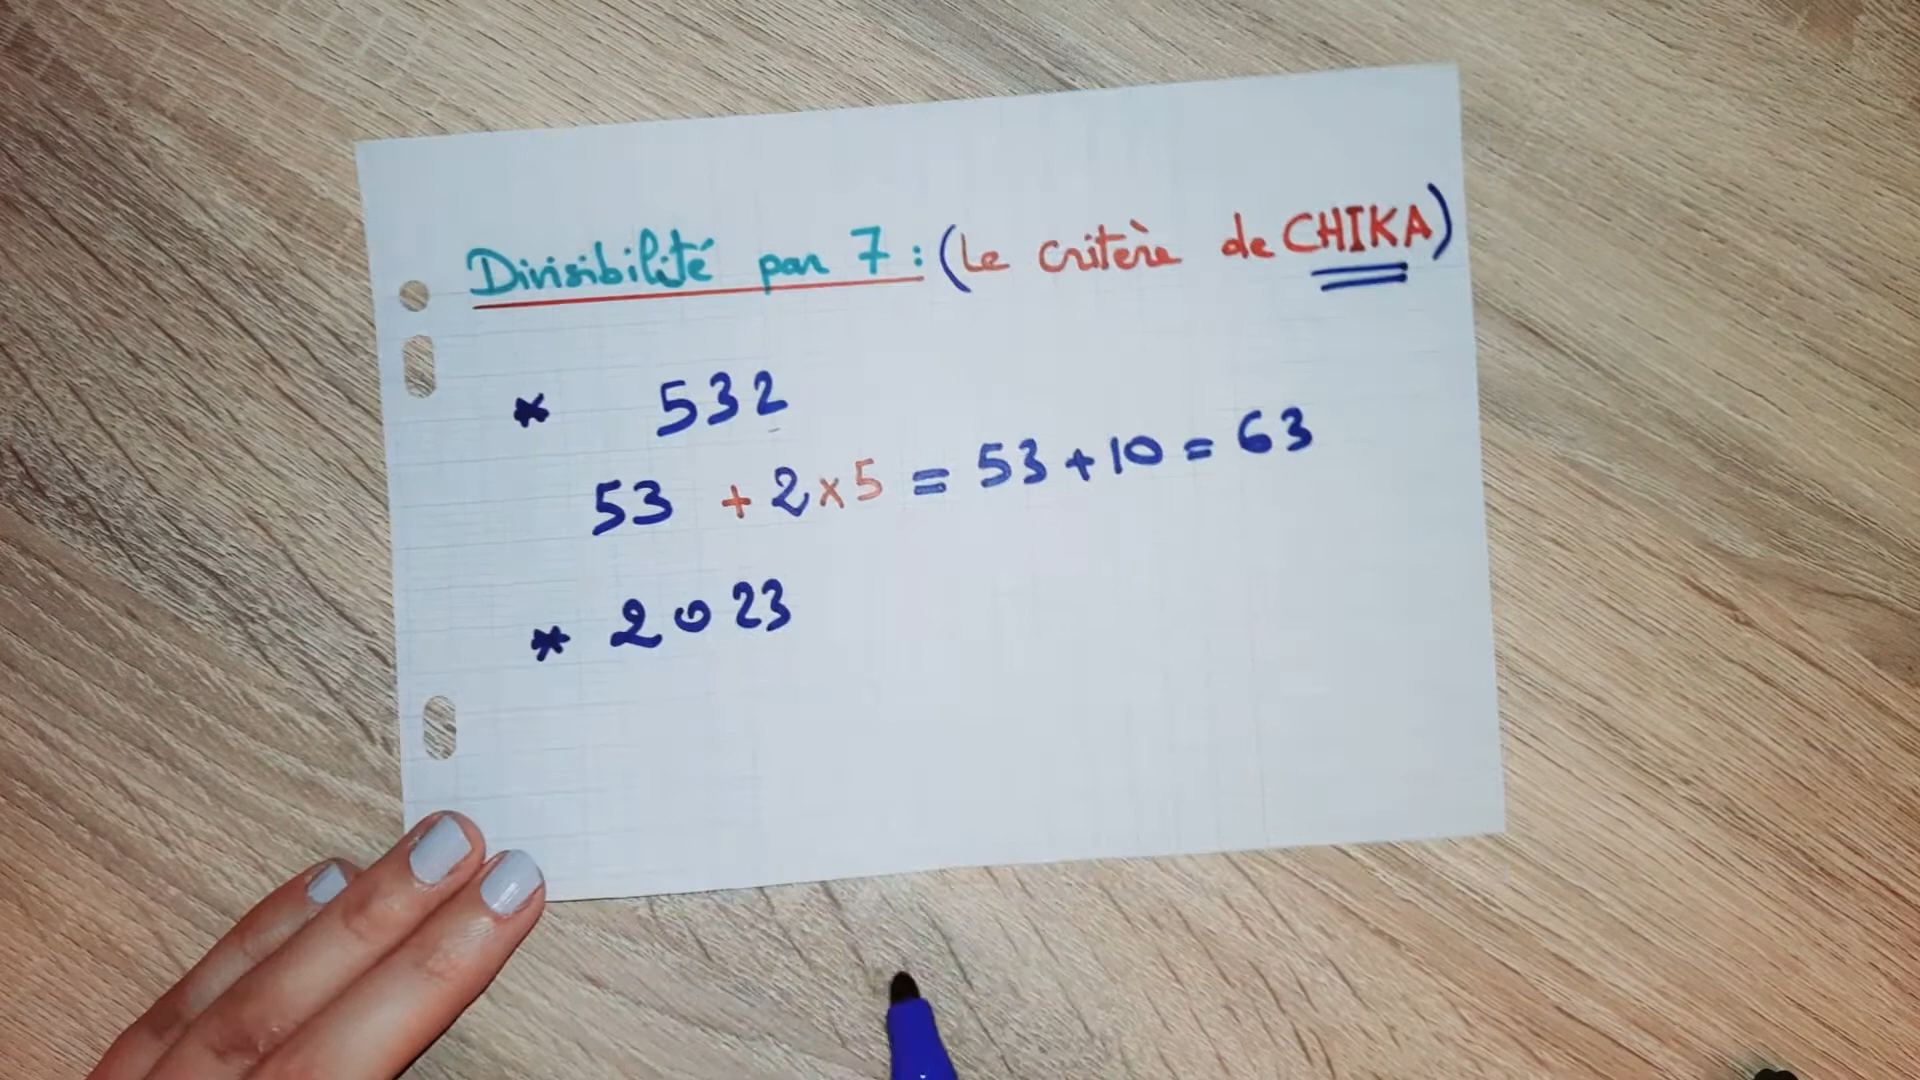 Divisibilité par 7 : (Le critère de CHIKA)
* 532
53 + 2 x 5 = 53 + 10 = 63
* 2023